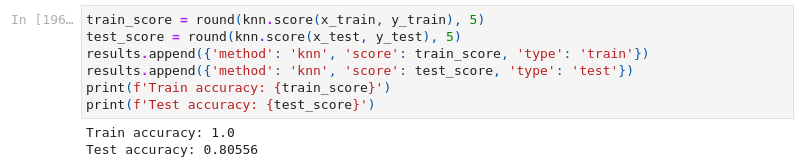 In [196…
train_score = round(knn.score(x_train, y_train), 5)
test_score = round(knn.score(x_test, y_test), 5)
results.append({'method': 'knn', 'score': train_score, 'type': 'train'})
results.append({'method': 'knn', 'score': test_score, 'type': 'test'})
print(f'Train accuracy: {train_score}')
print(f'Test accuracy: {test_score}')
Train accuracy: 1.0
Test accuracy: 0.80556